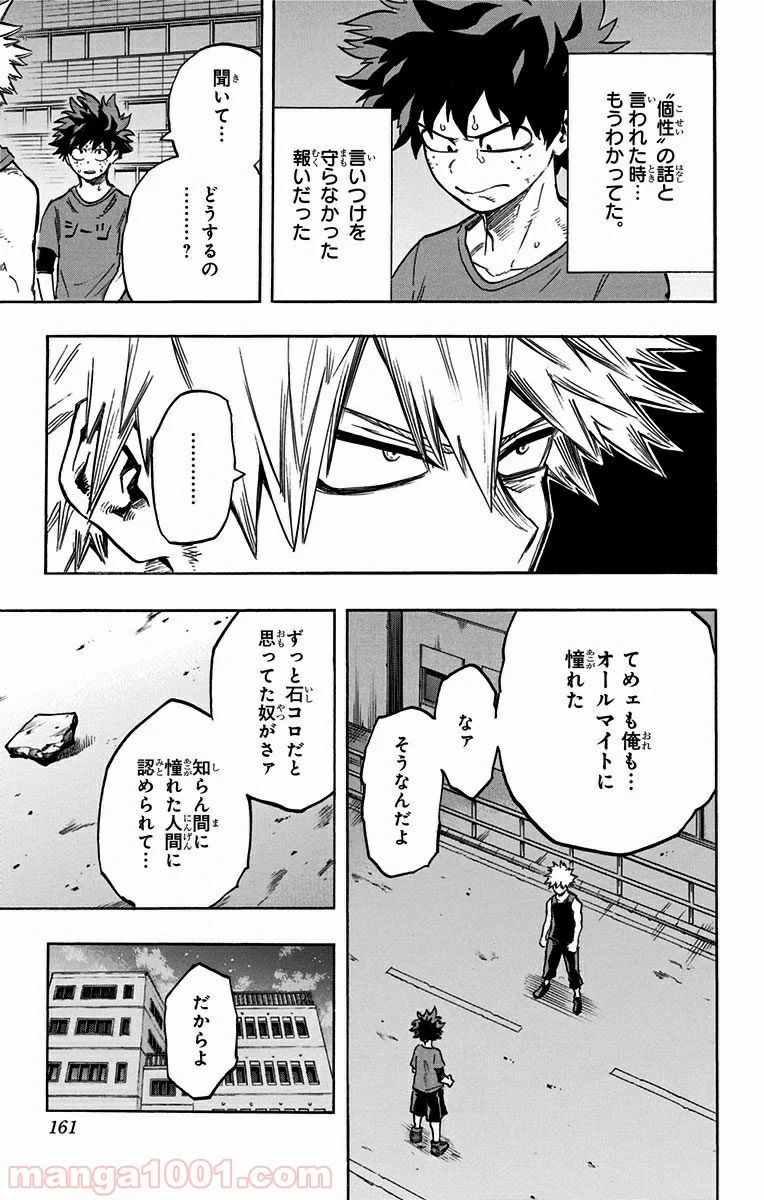 “個性”の話と
言われた時…
もうわかってた。
言いつけを
守らなかった
報いだった
聞いて…
どうするの
………?
シーツ
………
てめェも俺も…
オールマイトに
憧れた
なァ
そうなんだよ
ずっと石コロだと
思ってた奴がさァ
知らん間に
憧れた人間に
認められて…
だからよ
161
manga1001.com